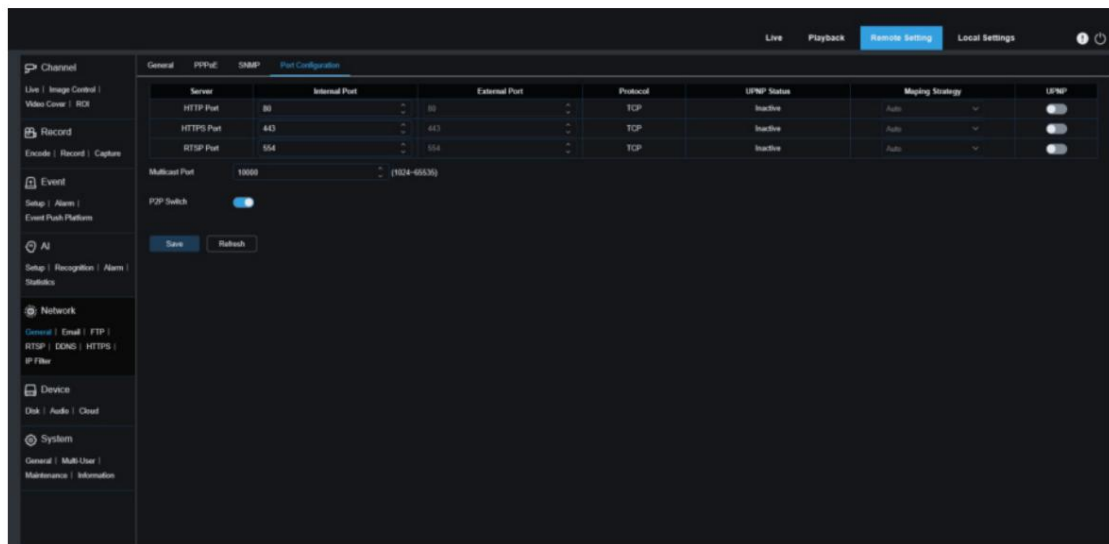 Live Playback Remote Setting Local Settings
Channel
Live | Image Control |
Video Cover | ROI
Record
Encode | Record | Capture
Event
Setup | Alarm |
Event Push Platform
AI
Setup | Recognition | Alarm |
Statistics
Network
General | Email | FTP |
RTSP | DDNS | HTTPS |
IP Filter
Device
Disk | Audio | Cloud
System
General | Multi-User |
Maintenance | Information
General PPPoE SNMP Port Configuration
Server Internal Port External Port Protocol UPNP Status Maping Strategy UPNP
HTTP Port 80 80 TCP Inactive Auto
HTTPS Port 443 443 TCP Inactive Auto
RTSP Port 554 554 TCP Inactive Auto
Multicast Port 10000 (1024~65535)
P2P Switch
Save Refresh